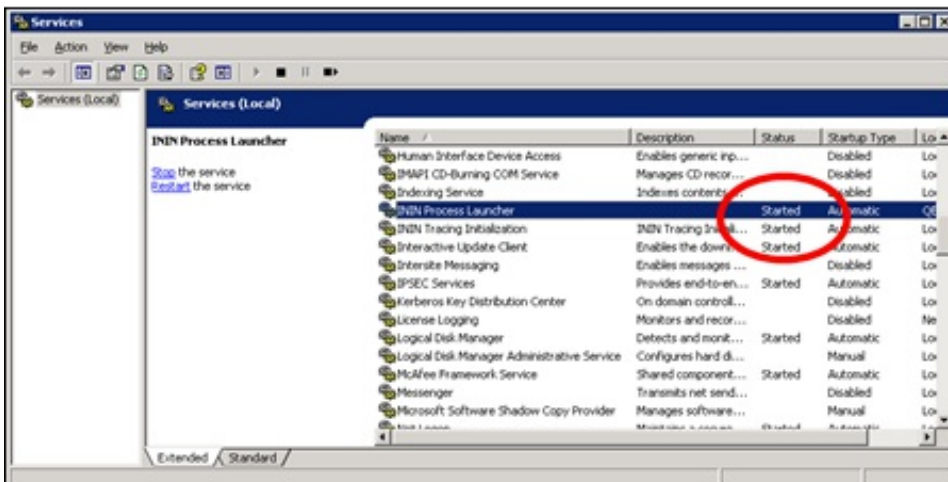 Services
File Action View Help
Services (Local)
Services (Local)
ININ Process Launcher
Stop the service
Restart the service
Name Description Status Startup Type
Human Interface Device Access Enables generic inp... Disabled
IMAPI CD-Burning COM Service Manages CD recor... Disabled
Indexing Service Indexes contents
ININ Process Launcher Started Automatic
ININ Tracing Initialization ININ Tracing Started Automatic
Interactive Update Client Enables the Started Automatic
Intersite Messaging Enables messages ... Disabled
IPSEC Services Provides end-to-en... Started Automatic
Kerberos Key Distribution Center On domain controll... Disabled
License Logging Monitors and recor... Disabled
Logical Disk Manager Detects and monit... Started Automatic
Logical Disk Manager Administrative Service Configures hard di... Manual
McAfee Framework Service Shared component... Started Automatic
Messenger Transmits net send... Disabled
Microsoft Software Shadow Copy Provider Manages software... Manual
Extended Standard